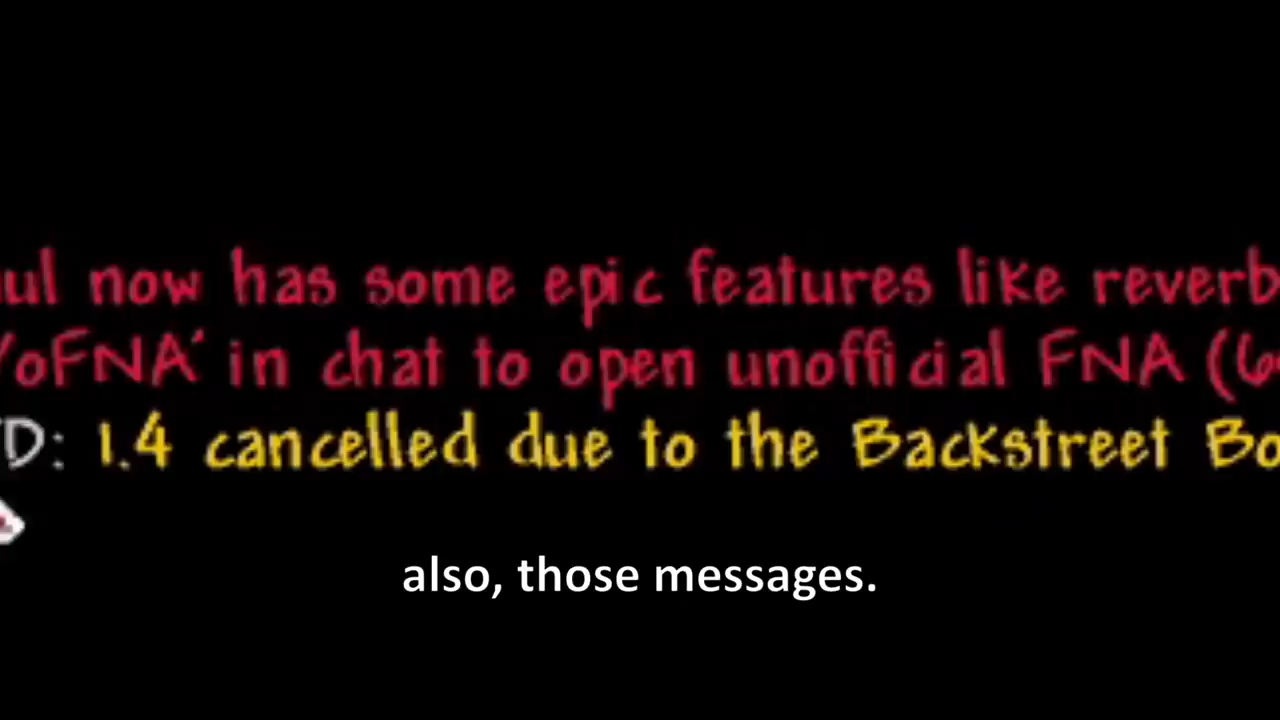 ul now has some epic features like reverb
YoFNA' in chat to open unofficial FNA (6
D: 1.4 cancelled due to the Backstreet Bo
also, those messages.